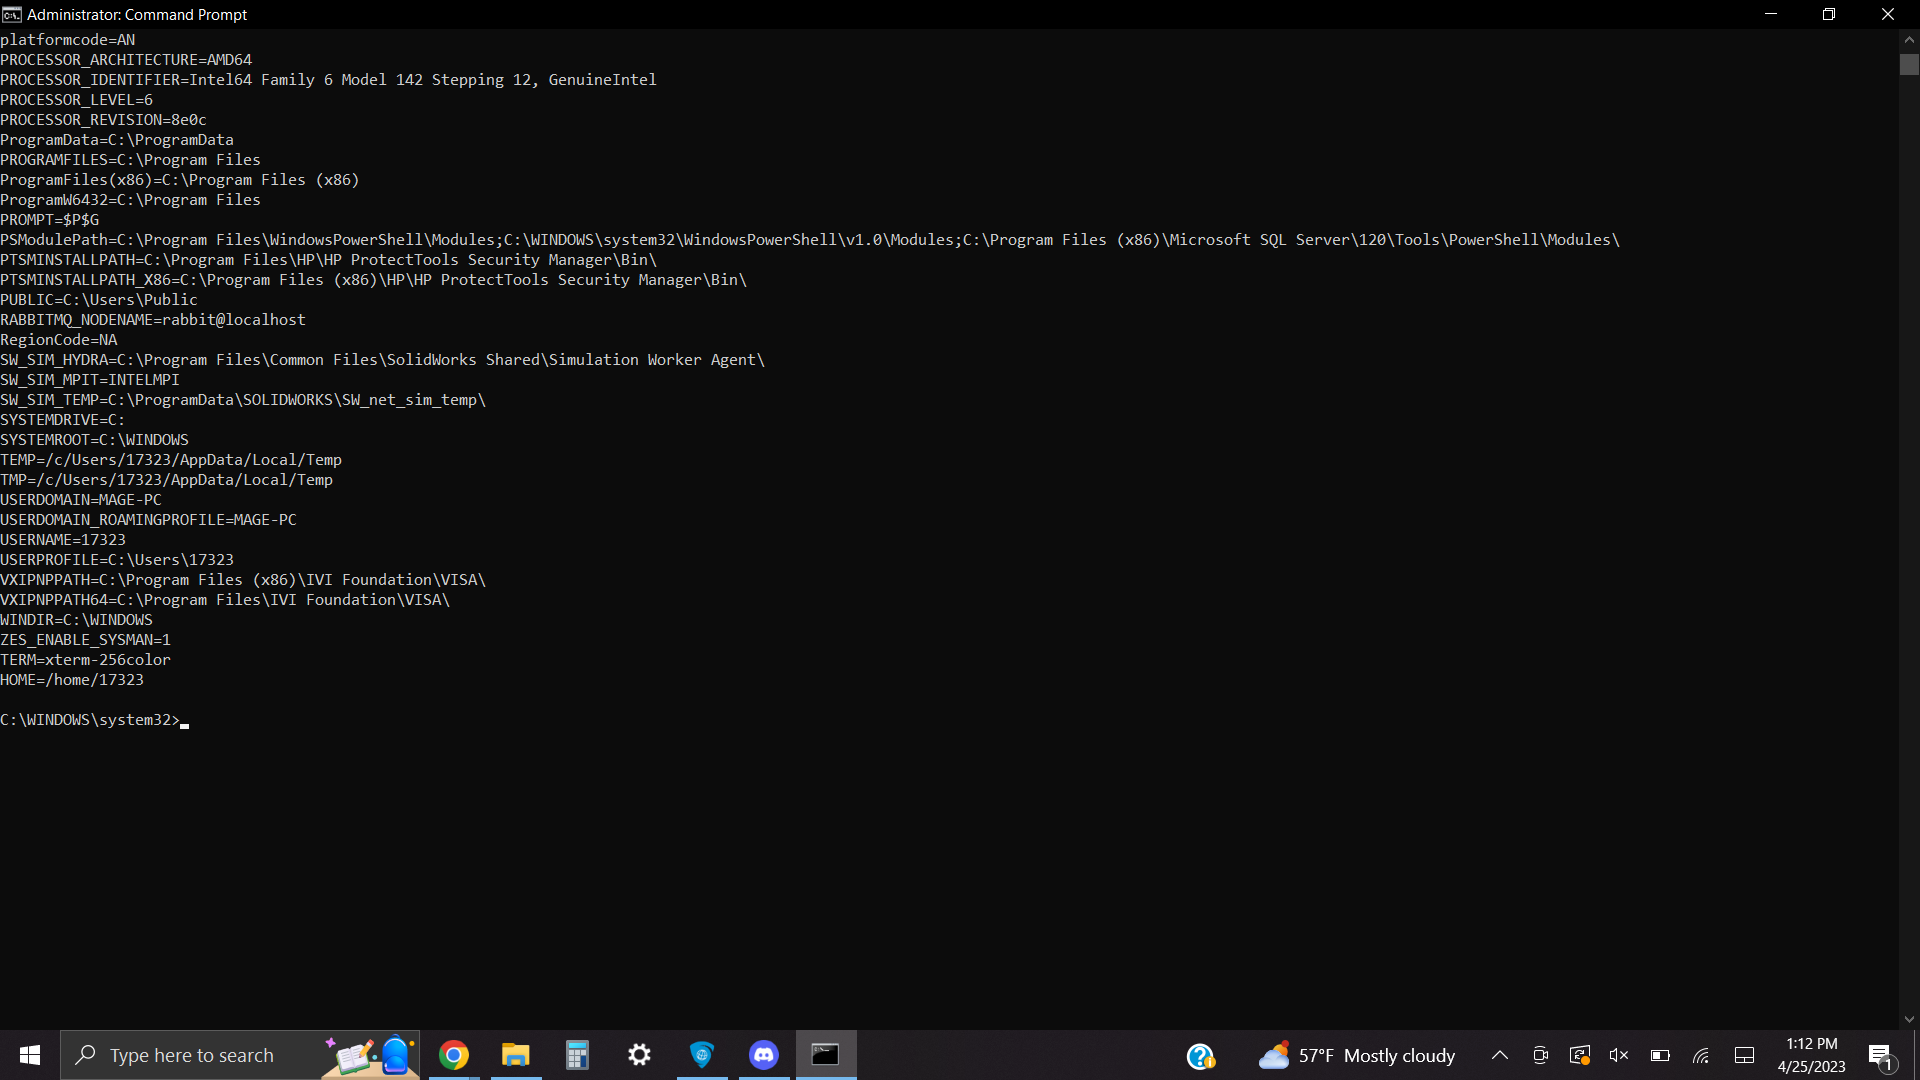 Administrator: Command Prompt
platformcode=AN
PROCESSOR_ARCHITECTURE=AMD64
PROCESSOR_IDENTIFIER=Intel64 Family 6 Model 142 Stepping 12, GenuineIntel
PROCESSOR_LEVEL=6
PROCESSOR_REVISION=8e0c
ProgramData=C:\ProgramData
PROGRAMFILES=C:\Program Files
ProgramFiles(x86)=C:\Program Files (x86)
ProgramW6432=C:\Program Files
PROMPT=$P$G
PSModulePath=C:\Program Files\WindowsPowerShell\Modules;C:\WINDOWS\system32\WindowsPowerShell\v1.0\Modules;C:\Program Files (x86)\Microsoft SQL Server\120\Tools\PowerShell\Modules\
PTSMINSTALLPATH=C:\Program Files\HP\HP ProtectTools Security Manager\Bin\
PTSMINSTALLPATH_X86=C:\Program Files (x86)\HP\HP ProtectTools Security Manager\Bin\
PUBLIC=C:\Users\Public
RABBITMQ_NODENAME=rabbit@localhost
RegionCode=NA
SW_SIM_HYDRA=C:\Program Files\Common Files\SolidWorks Shared\Simulation Worker Agent\
SW_SIM_MPIT=INTELMPI
SW_SIM_TEMP=C:\ProgramData\SOLIDWORKS\SW_net_sim_temp\
SYSTEMDRIVE=C:
SYSTEMROOT=C:\WINDOWS
TEMP=/c/Users/17323/AppData/Local/Temp
TMP=/c/Users/17323/AppData/Local/Temp
USERDOMAIN=MAGE-PC
USERDOMAIN_ROAMINGPROFILE=MAGE-PC
USERNAME=17323
USERPROFILE=C:\Users\17323
VXIPNPPATH=C:\Program Files (x86)\IVI Foundation\VISA\
VXIPNPPATH64=C:\Program Files\IVI Foundation\VISA\
WINDIR=C:\WINDOWS
ZES_ENABLE_SYSMAN=1
TERM=xterm-256color
HOME=/home/17323
C:\WINDOWS\system32>
Type here to search
57°F Mostly cloudy
1:12 PM
4/25/2023
1